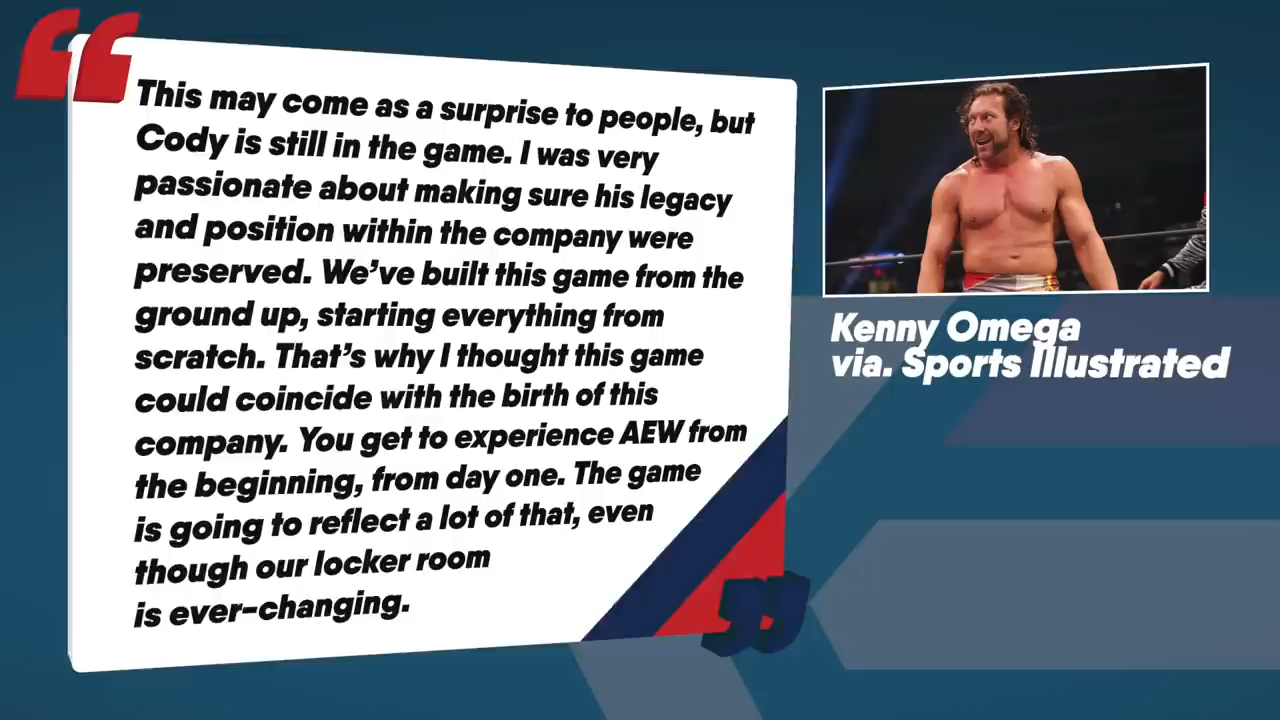 This may come as a surprise to people, but
Cody is still in the game. I was very
passionate about making sure his legacy
and position within the company were
preserved. We've built this game from the
ground up, starting everything from
scratch. That's why I thought this game
could coincide with the birth of this
company. You get to experience AEW from
the beginning, from day one. The game
is going to reflect a lot of that, even
though our locker room
is ever-changing.
Kenny Omega
via. Sports Illustrated